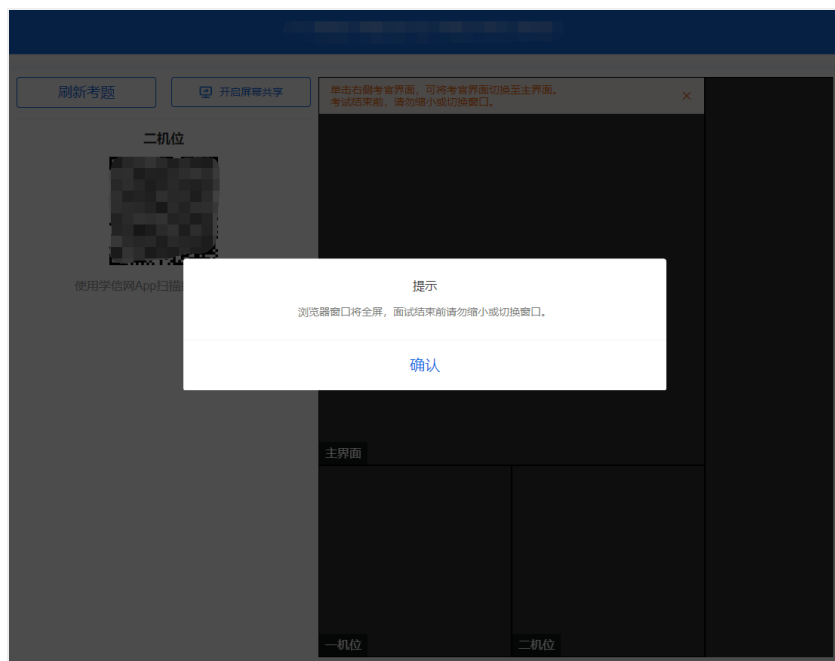 刷新考题
开启屏幕共享
单击右侧考官界面，可将考官界面切换至主界面。
考试结束前，请勿缩小或切换窗口。
二机位
使用学信网App扫描
提示
浏览器窗口将全屏，面试结束前请勿缩小或切换窗口。
确认
主界面
一机位
二机位